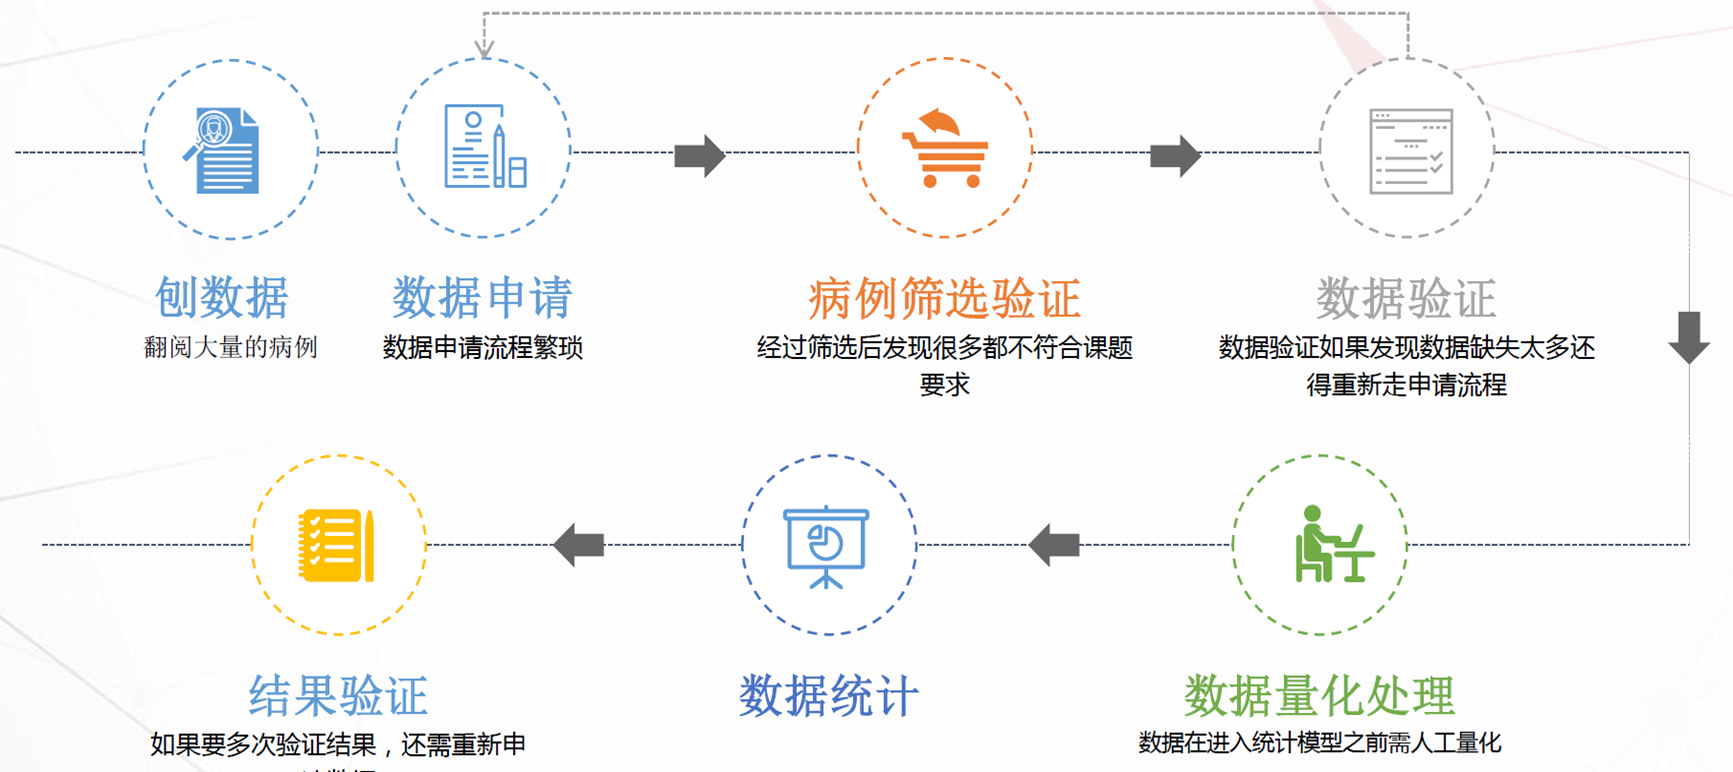 刨数据
翻阅大量的病例
数据申请
数据申请流程繁琐
病例筛选验证
经过筛选后发现很多都不符合课题
要求
数据验证
数据验证如果发现数据缺失太多还
得重新走申请流程
结果验证
如果要多次验证结果，还需重新申
数据统计
数据量化处理
数据在进入统计模型之前需人工量化